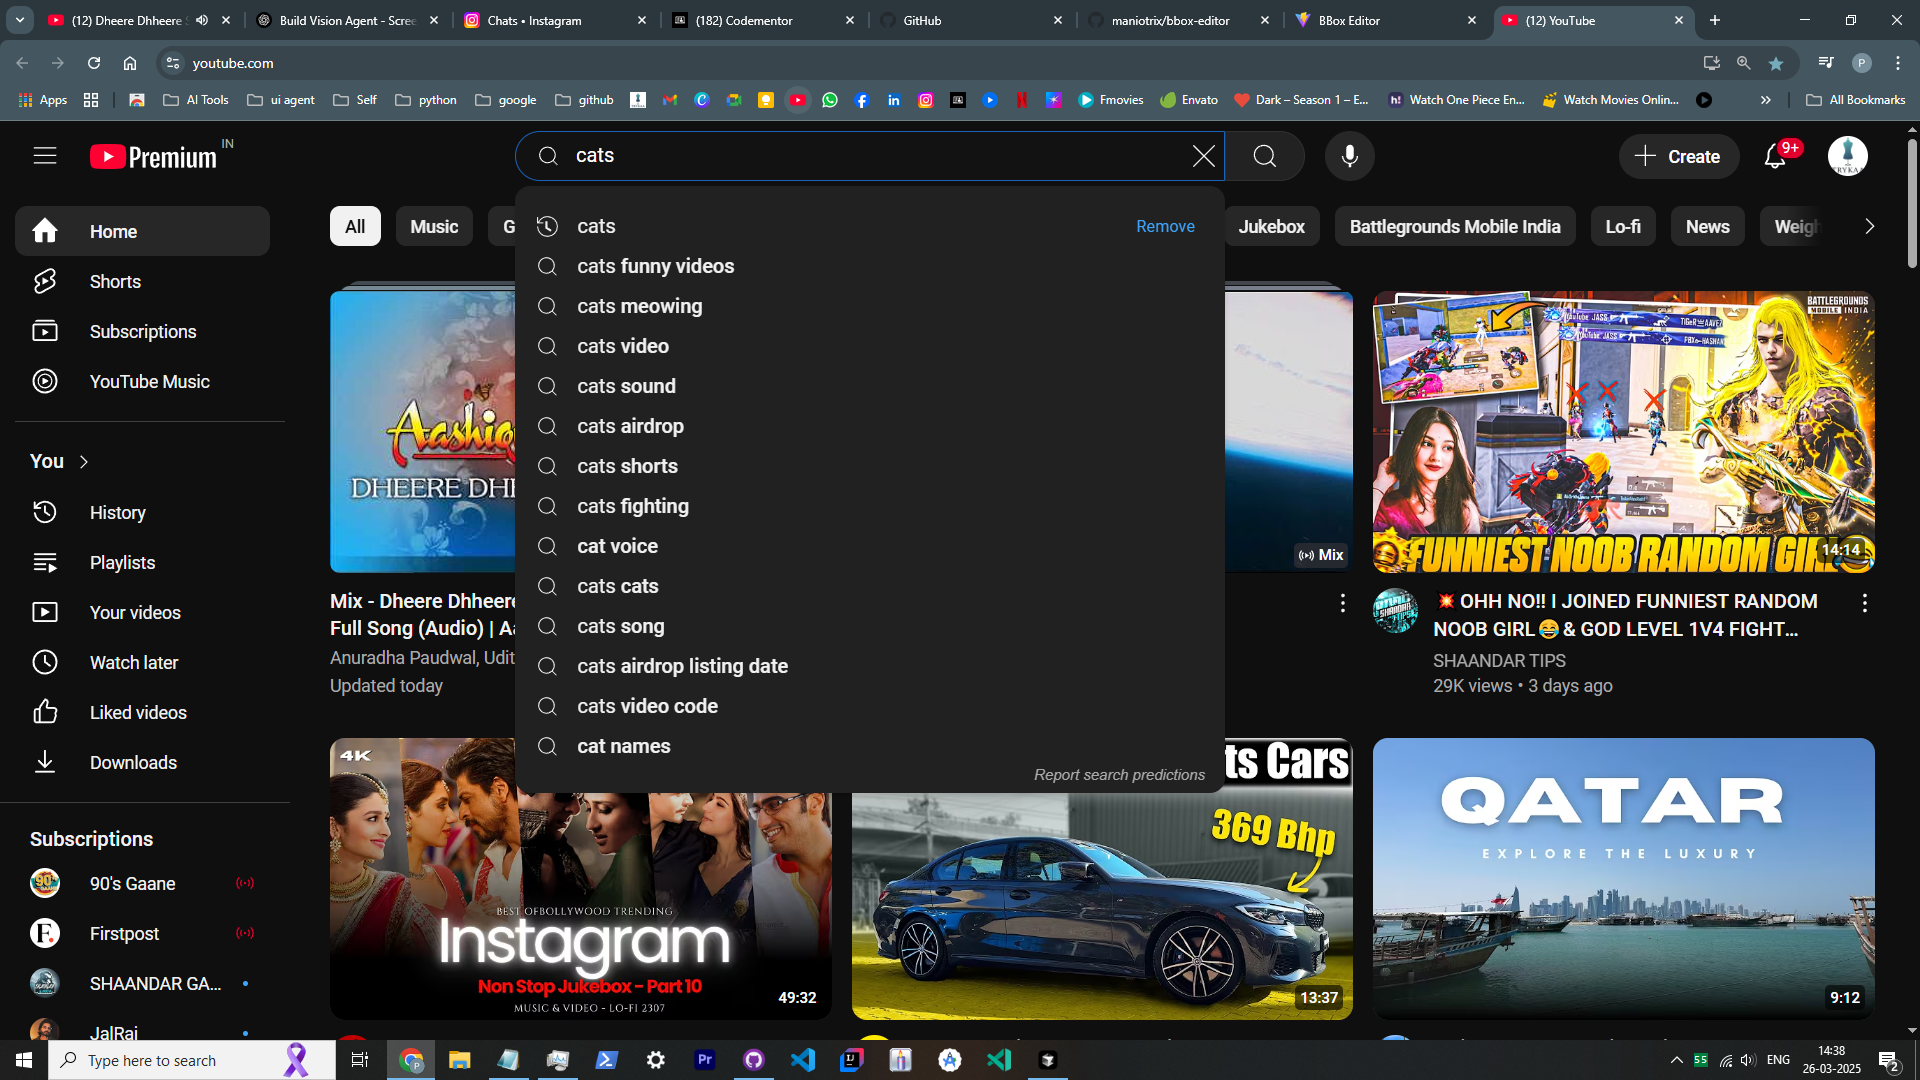 (12) Dheere Dhheere S
Build Vision Agent - Scree
Chats • Instagram
(182) Codementor
GitHub
maniotrix/bbox-editor
BBox Editor
(12) YouTube
youtube.com
P
Apps
AI Tools
ui agent
Self
python
google
github
Fmovies
Envato
Dark – Season 1 – E...
Watch One Piece En...
Watch Movies Onlin...
All Bookmarks
Premium IN
cats
Create
9+
Home
Shorts
Subscriptions
YouTube Music
You
History
Playlists
Your videos
Watch later
Liked videos
Downloads
Subscriptions
90's Gaane
Firstpost
SHAANDAR GA...
JalRaj
All
Music
G
Jukebox
Battlegrounds Mobile India
Lo-fi
News
Weigh
cats
Remove
cats funny videos
cats meowing
cats video
cats sound
cats airdrop
cats shorts
cats fighting
cat voice
cats cats
cats song
cats airdrop listing date
cats video code
cat names
Report search predictions
Aashiq
DHEERE DHE
Mix - Dheere Dhheere
Full Song (Audio) | Aa
Anuradha Paudwal, Udit
Updated today
Mix
BATTLEGROUNDS
MOBILE INDIA
FUNNIEST NOOB RANDOM GIRL
14:14
OHH NO!! I JOINED FUNNIEST RANDOM
NOOB GIRL & GOD LEVEL 1V4 FIGHT...
SHAANDAR TIPS
29K views • 3 days ago
4K
BEST OF BOLLYWOOD TRENDING
Instagram
Non Stop Jukebox - Part 10
MUSIC & VIDEO - LO-FI 2307
49:32
ts Cars
369 Bhp
13:37
QATAR
EXPLORE THE LUXURY
9:12
Type here to search
Pr
55
ENG
14:38
26-03-2025
2